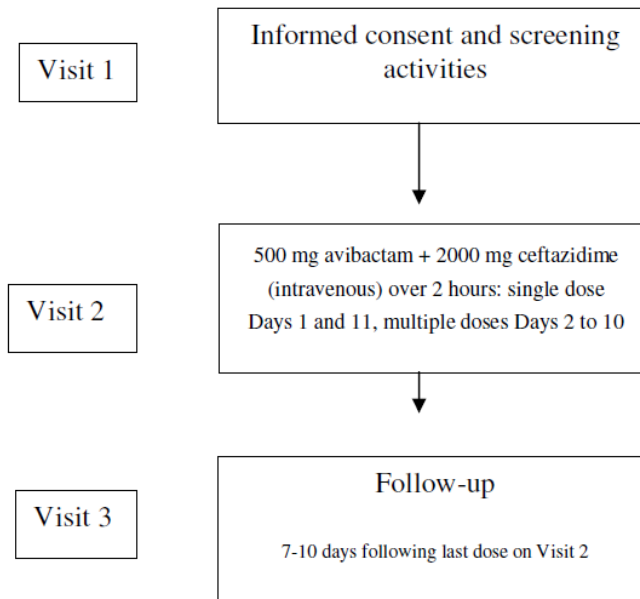 Visit 1
Informed consent and screening
activities
Visit 2
500 mg avibactam + 2000 mg ceftazidime
(intravenous) over 2 hours: single dose
Days 1 and 11, multiple doses Days 2 to 10
Visit 3
Follow-up
7-10 days following last dose on Visit 2